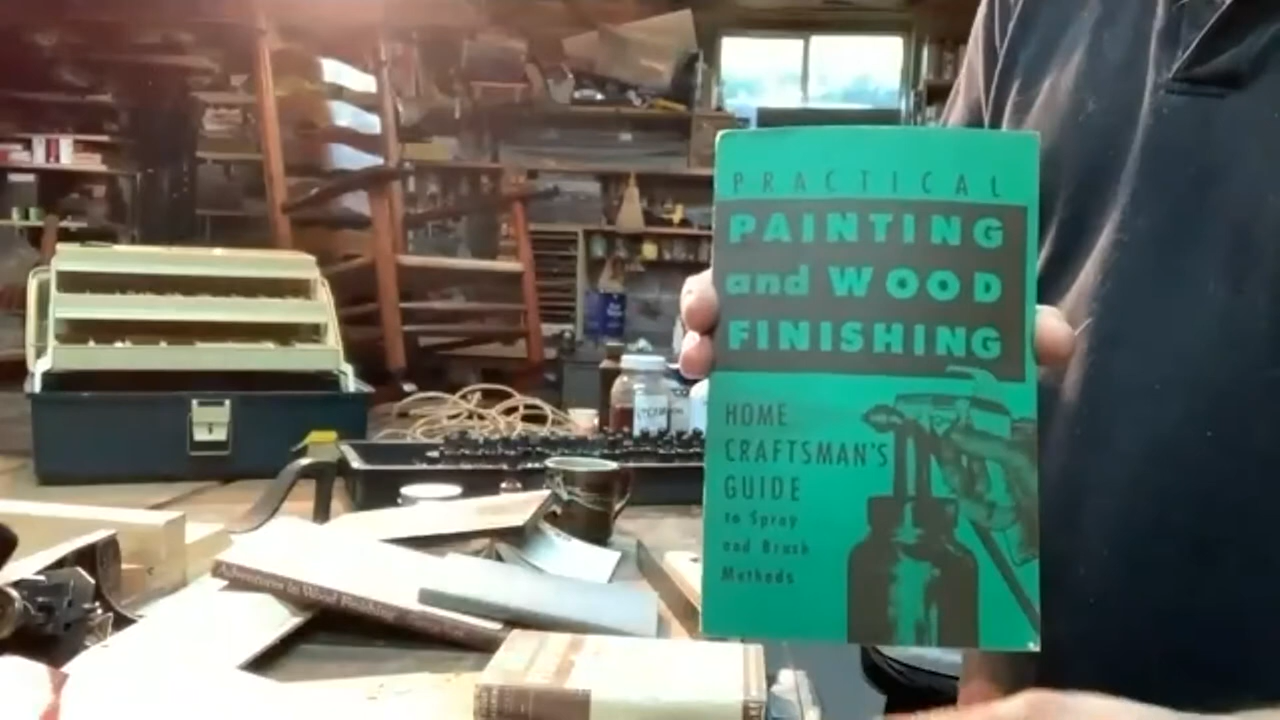 PRACTICAL
PAINTING
and WOOD
FINISHING
HOME
CRAFTSMAN'S
GUIDE
to Spray
and Brush
Methods
Adventures in Wood Finishing